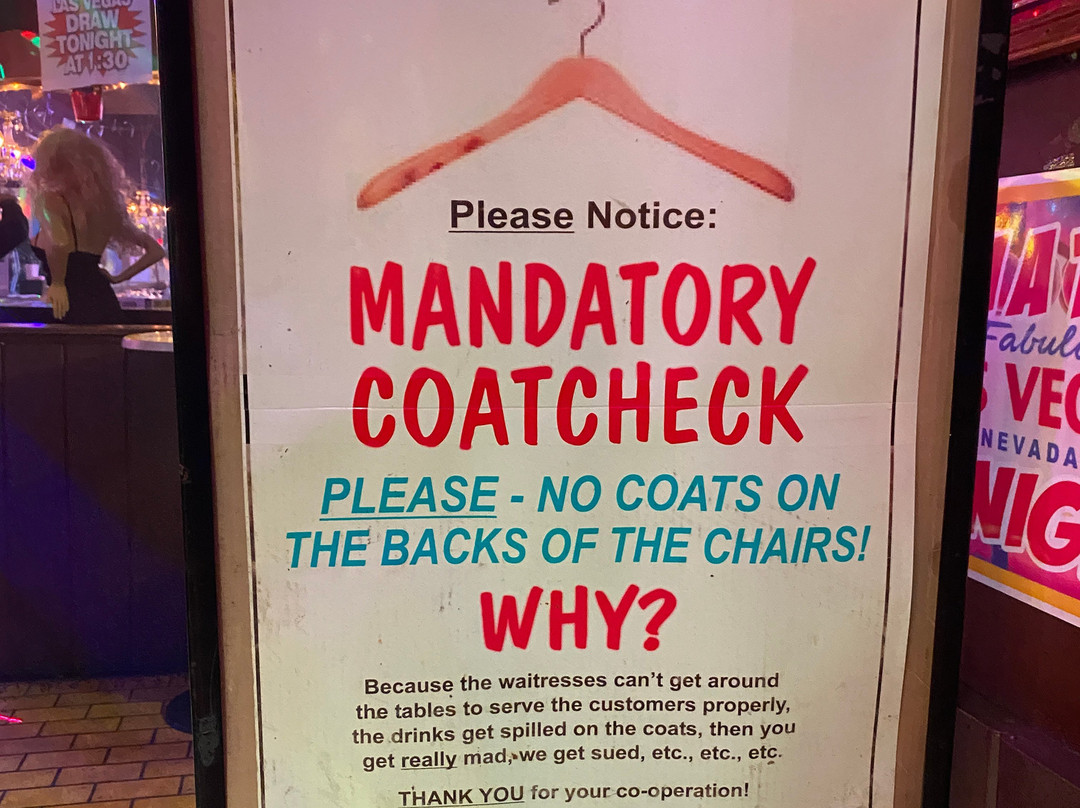 LAS VEGAS
DRAW
TONIGHT
AT 1:30
Please Notice:
MANDATORY
COATCHECK
PLEASE - NO COATS ON
THE BACKS OF THE CHAIRS!
WHY?
Because the waitresses can't get around
the tables to serve the customers properly,
the drinks get spilled on the coats, then you
get really mad, we get sued, etc., etc., etc.
THANK YOU for your co-operation!
NEVADA